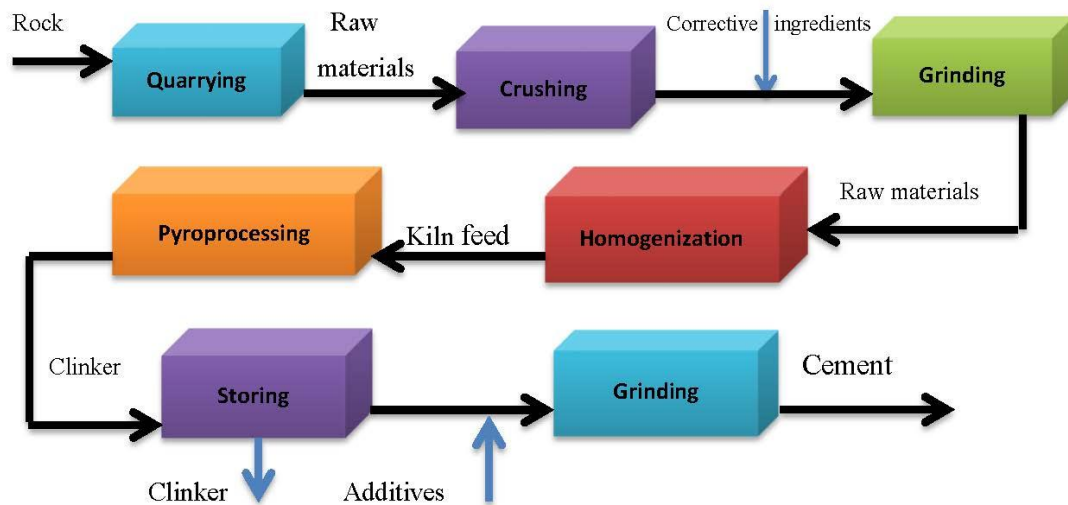 Rock
Quarrying
Raw
materials
Crushing
Corrective ingredients
Grinding
Raw materials
Homogenization
Kiln feed
Pyroprocessing
Clinker
Storing
Clinker
Additives
Grinding
Cement